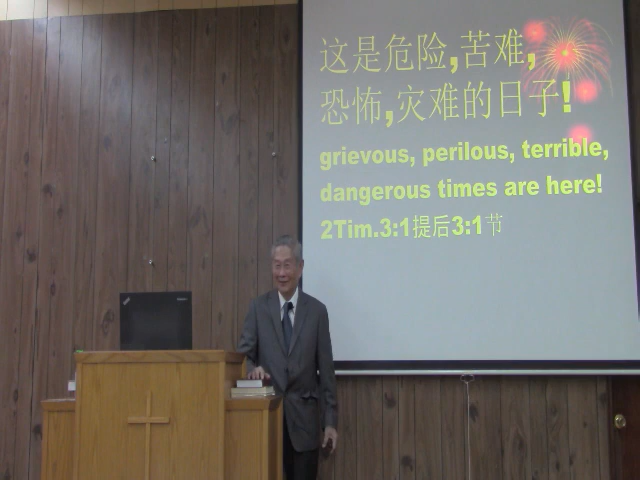 这是危险,苦难,
恐怖,灾难的日子!
grievous, perilous, terrible,
dangerous times are here!
2Tim.3:1提后3:1节